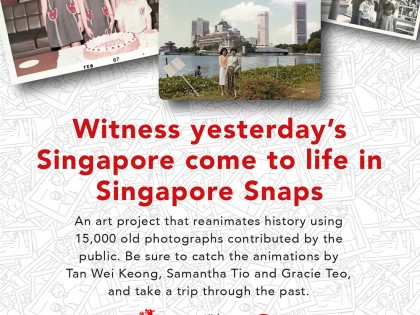 FEB 57
Witness yesterday's
Singapore come to life in
Singapore Snaps
An art project that reanimates history using
15,000 old photographs contributed by the
public. Be sure to catch the animations by
Tan Wei Keong, Samantha Tio and Gracie Teo,
and take a trip through the past.